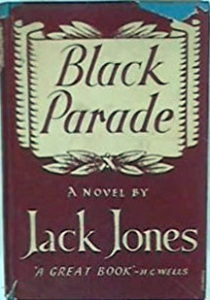 Black
Parade
A NOVEL BY
Jack Jones
'A GREAT BOOK'-H.G.WELLS